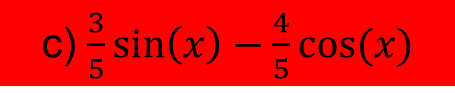 c) 3/5 sin(x) − 4/5 cos(x)